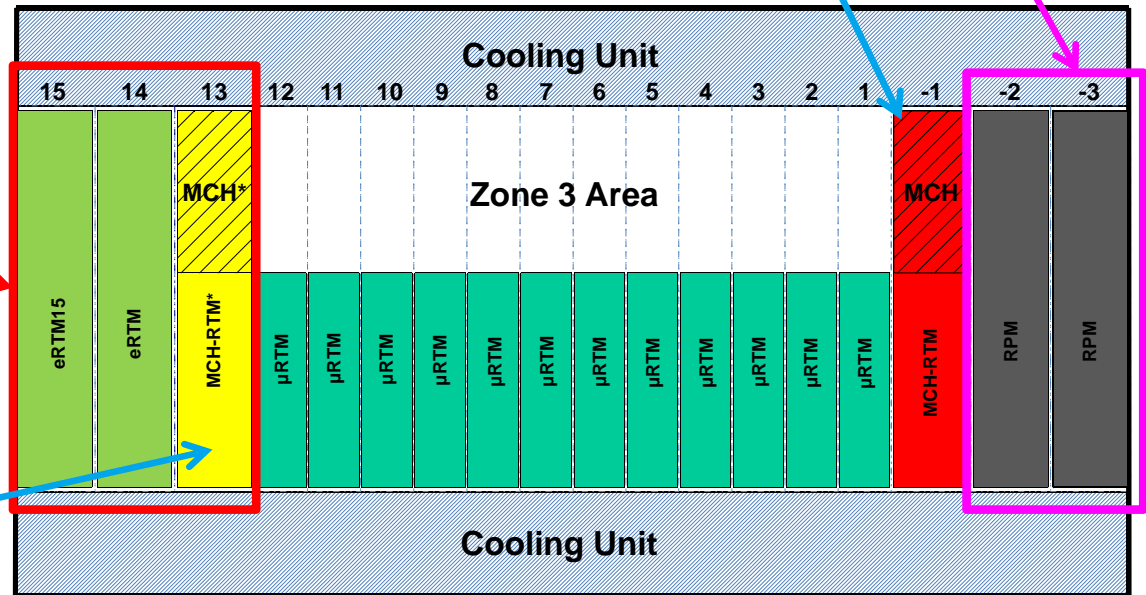 Cooling Unit
15 14 13 12 11 10 9 8 7 6 5 4 3 2 1 -1 -2 -3
MCH* Zone 3 Area MCH
eRTM15 eRTM MCH-RTM* µRTM µRTM µRTM µRTM µRTM µRTM µRTM µRTM µRTM µRTM µRTM µRTM MCH-RTM RPM RPM
Cooling Unit